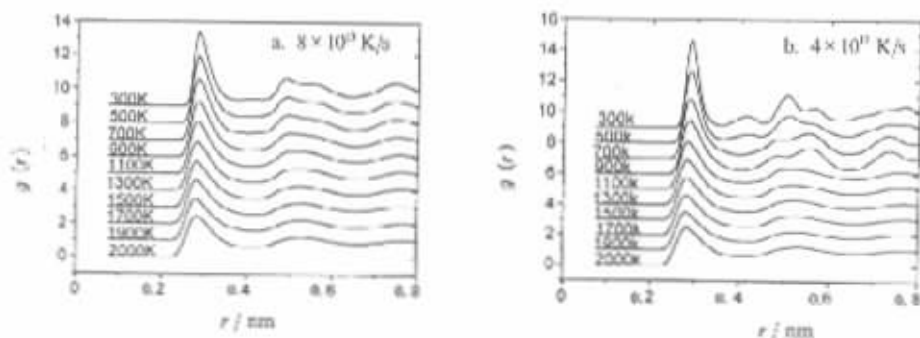 14
12
10
8
6
4
2
0
g (r)
a. 8 × 10¹³ K/s
300K
500K
700K
900K
1100K
1300K
1500K
1700K
1900K
2000K
0
0.2
0.4
0.6
0.8
r / nm
16
14
12
10
8
6
4
2
0
g (r)
b. 4 × K/s
300k
500k
700k
900k
1100k
1300k
1500k
1700k
1900k
2000k
0
0.2
0.4
0.6
0.8
r / nm